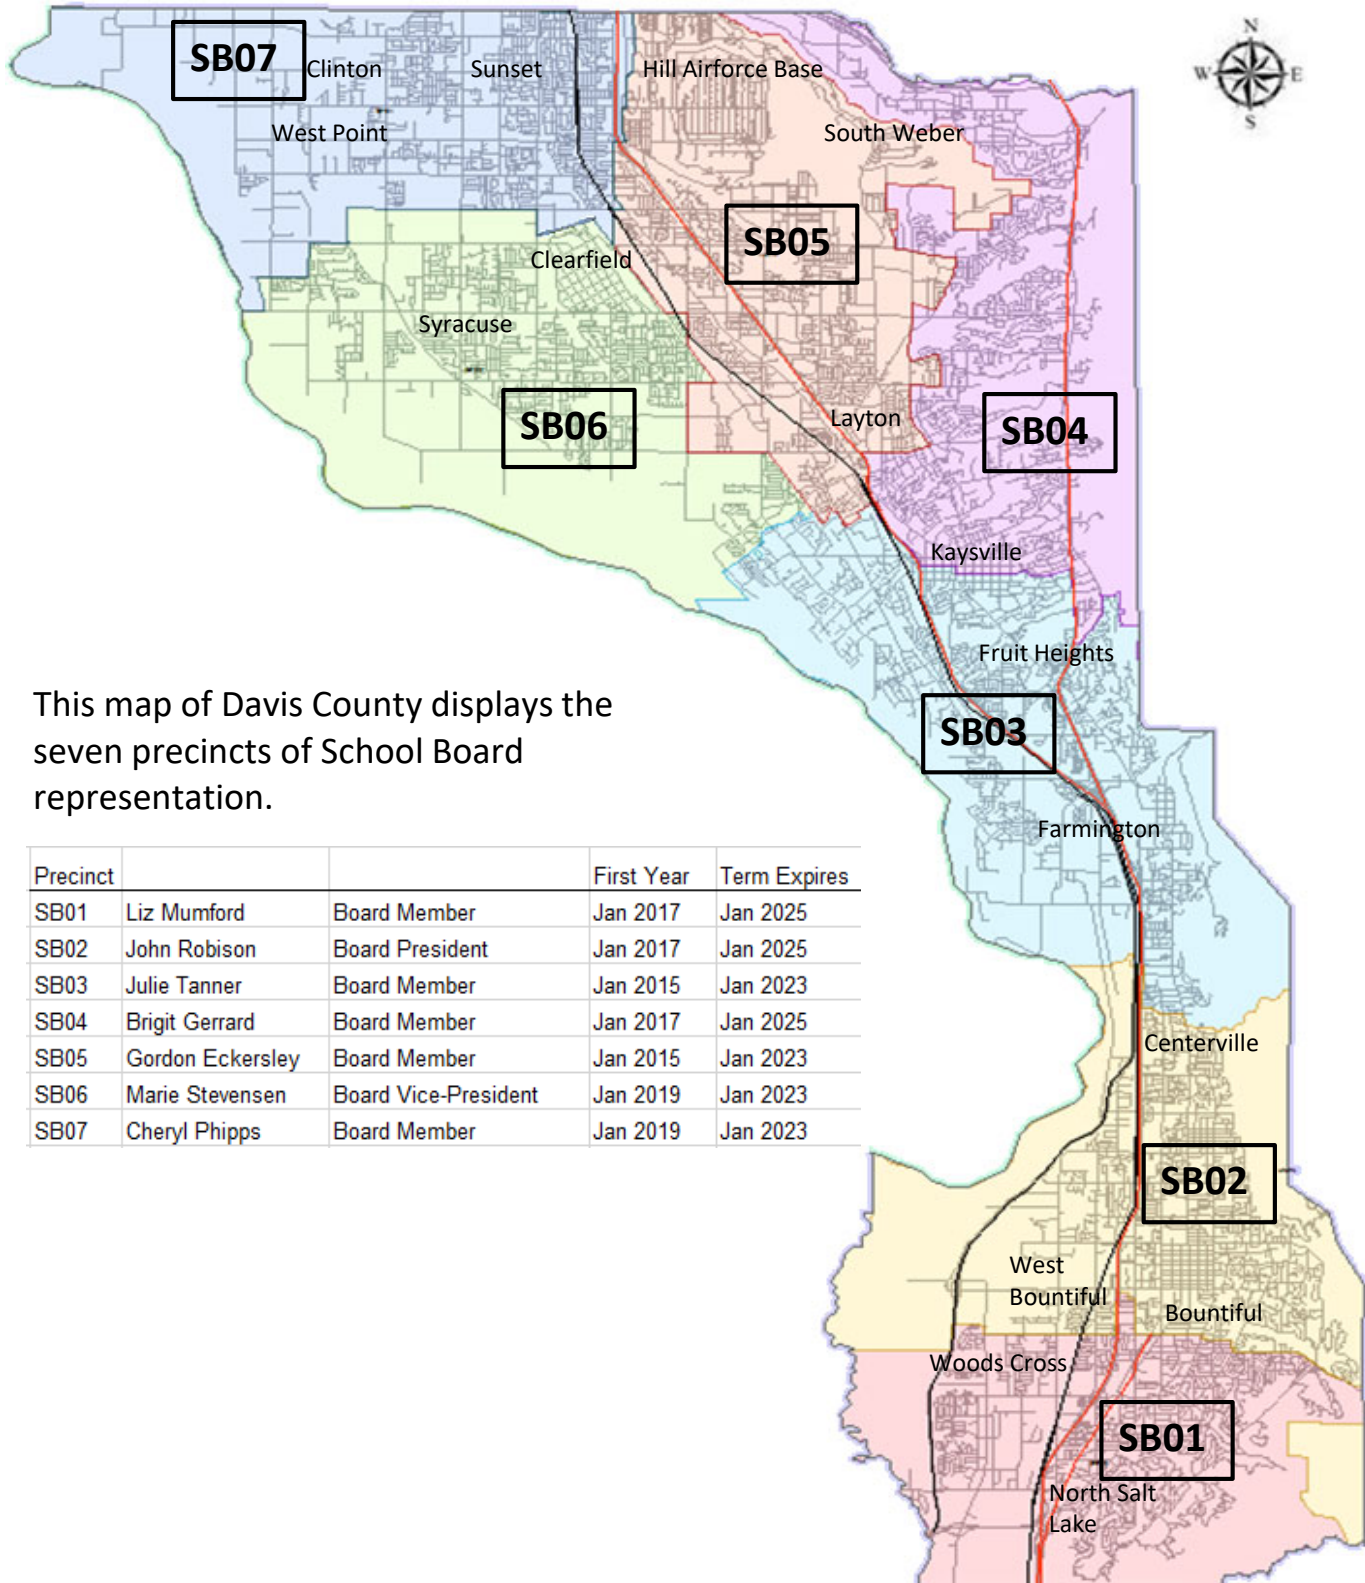 N
W E
S
SB07
Clinton
Sunset
Hill Airforce Base
West Point
South Weber
SB05
Clearfield
Syracuse
SB06
Layton
SB04
Kaysville
Fruit Heights
SB03
Farmington
This map of Davis County displays the
seven precincts of School Board
representation.
Precinct First Year Term Expires
SB01 Liz Mumford Board Member Jan 2017 Jan 2025
SB02 John Robison Board President Jan 2017 Jan 2025
SB03 Julie Tanner Board Member Jan 2015 Jan 2023
SB04 Brigit Gerrard Board Member Jan 2017 Jan 2025
SB05 Gordon Eckersley Board Member Jan 2015 Jan 2023
SB06 Marie Stevensen Board Vice-President Jan 2019 Jan 2023
SB07 Cheryl Phipps Board Member Jan 2019 Jan 2023
Centerville
SB02
West
Bountiful
Bountiful
Woods Cross
SB01
North Salt
Lake